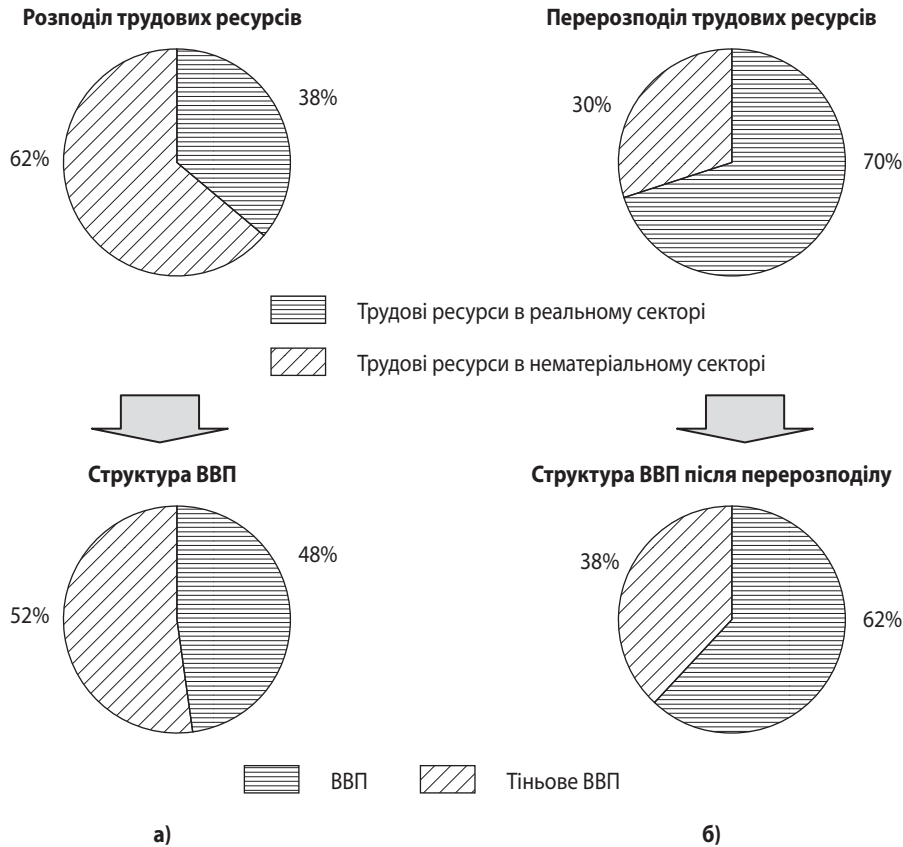 Розподіл трудових ресурсів
Перерозподіл трудових ресурсів
38%
62%
30%
70%
Трудові ресурси в реальному секторі
Трудові ресурси в нематеріальному секторі
Структура ВВП
Структура ВВП після перерозподілу
48%
52%
38%
62%
ВВП
Тіньове ВВП
а)
б)